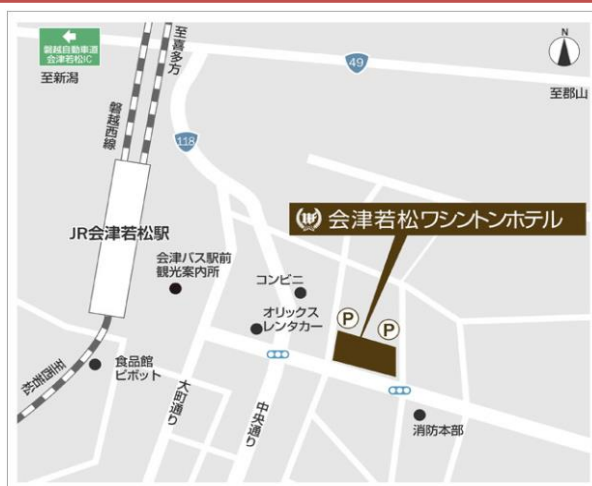 磐越自動車道
会津若松IC
至新潟
至喜多方
49
N
至郡山
磐越西線
118
会津若松ワシントンホテル
JR会津若松駅
会津バス駅前
観光案内所
コンビニ
オリックス
レンタカー
P
P
至西若松
食品館
ピボット
大町通り
中央通り
消防本部